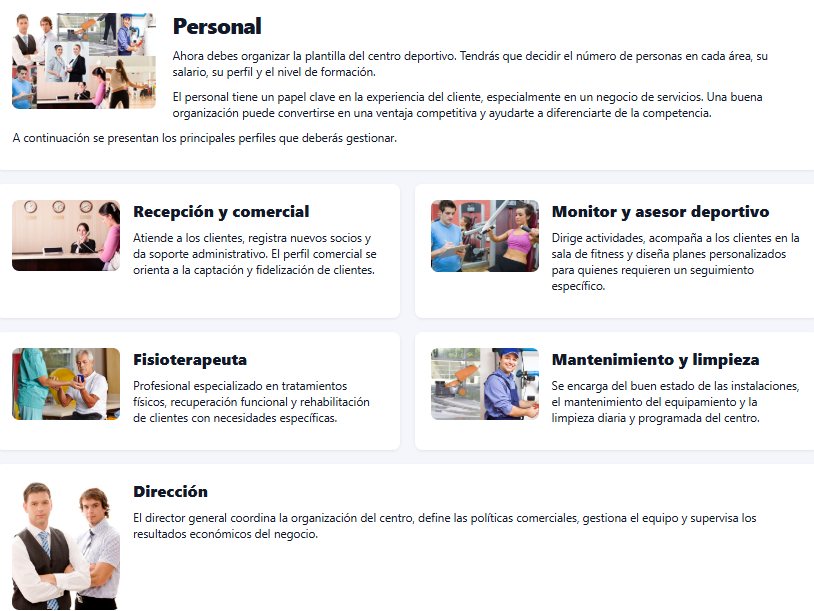 Personal
Ahora debes organizar la plantilla del centro deportivo. Tendrás que decidir el número de personas en cada área, su
salario, su perfil y el nivel de formación.
El personal tiene un papel clave en la experiencia del cliente, especialmente en un negocio de servicios. Una buena
organización puede convertirse en una ventaja competitiva y ayudarte a diferenciarte de la competencia.
A continuación se presentan los principales perfiles que deberás gestionar.
Recepción y comercial
Atiende a los clientes, registra nuevos socios y
da soporte administrativo. El perfil comercial se
orienta a la captación y fidelización de clientes.
Monitor y asesor deportivo
Dirige actividades, acompaña a los clientes en la
sala de fitness y diseña planes personalizados
para quienes requieren un seguimiento
específico.
Fisioterapeuta
Profesional especializado en tratamientos
físicos, recuperación funcional y rehabilitación
de clientes con necesidades específicas.
Mantenimiento y limpieza
Se encarga del buen estado de las instalaciones,
el mantenimiento del equipamiento y la
limpieza diaria y programada del centro.
Dirección
El director general coordina la organización del centro, define las políticas comerciales, gestiona el equipo y supervisa los
resultados económicos del negocio.